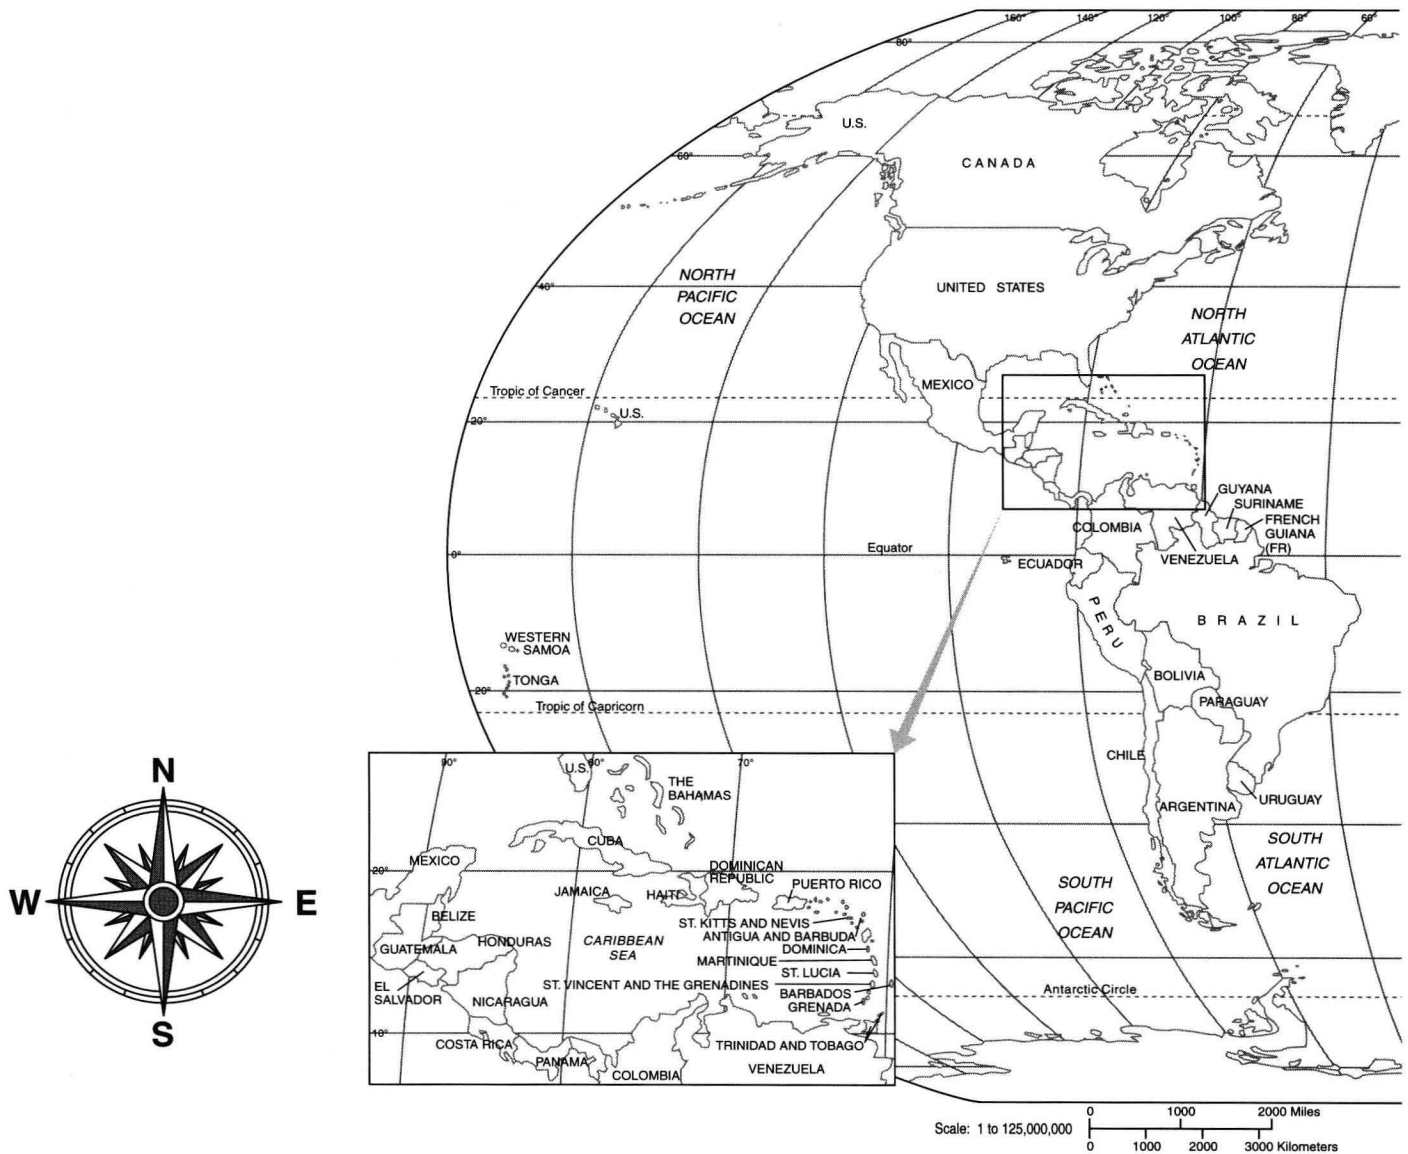 160° 140° 120° 100° 80° 60°
80°
U.S.
60°
CANADA
NORTH
PACIFIC
OCEAN
40°
UNITED STATES
NORTH
ATLANTIC
OCEAN
MEXICO
Tropic of Cancer
U.S.
20°
GUYANA
SURINAME
FRENCH
GUIANA
(FR)
COLOMBIA
VENEZUELA
Equator
0°
ECUADOR
PERU
BRAZIL
WESTERN
SAMOA
TONGA
BOLIVIA
20°
PARAGUAY
Tropic of Capricorn
CHILE
URUGUAY
ARGENTINA
SOUTH
ATLANTIC
OCEAN
SOUTH
PACIFIC
OCEAN
Antarctic Circle
N
W
E
S
90°
U.S. 80°
70°
THE
BAHAMAS
CUBA
MEXICO
20°
DOMINICAN
REPUBLIC
PUERTO RICO
JAMAICA
HAITI
BELIZE
ST. KITTS AND NEVIS
ANTIGUA AND BARBUDA
GUATEMALA
HONDURAS
CARIBBEAN
SEA
DOMINICA
MARTINIQUE
ST. LUCIA
EL
SALVADOR
ST. VINCENT AND THE GRENADINES
BARBADOS
NICARAGUA
GRENADA
10°
COSTA RICA
TRINIDAD AND TOBAGO
PANAMA
COLOMBIA
VENEZUELA
0 1000 2000 Miles
Scale: 1 to 125,000,000
0 1000 2000 3000 Kilometers